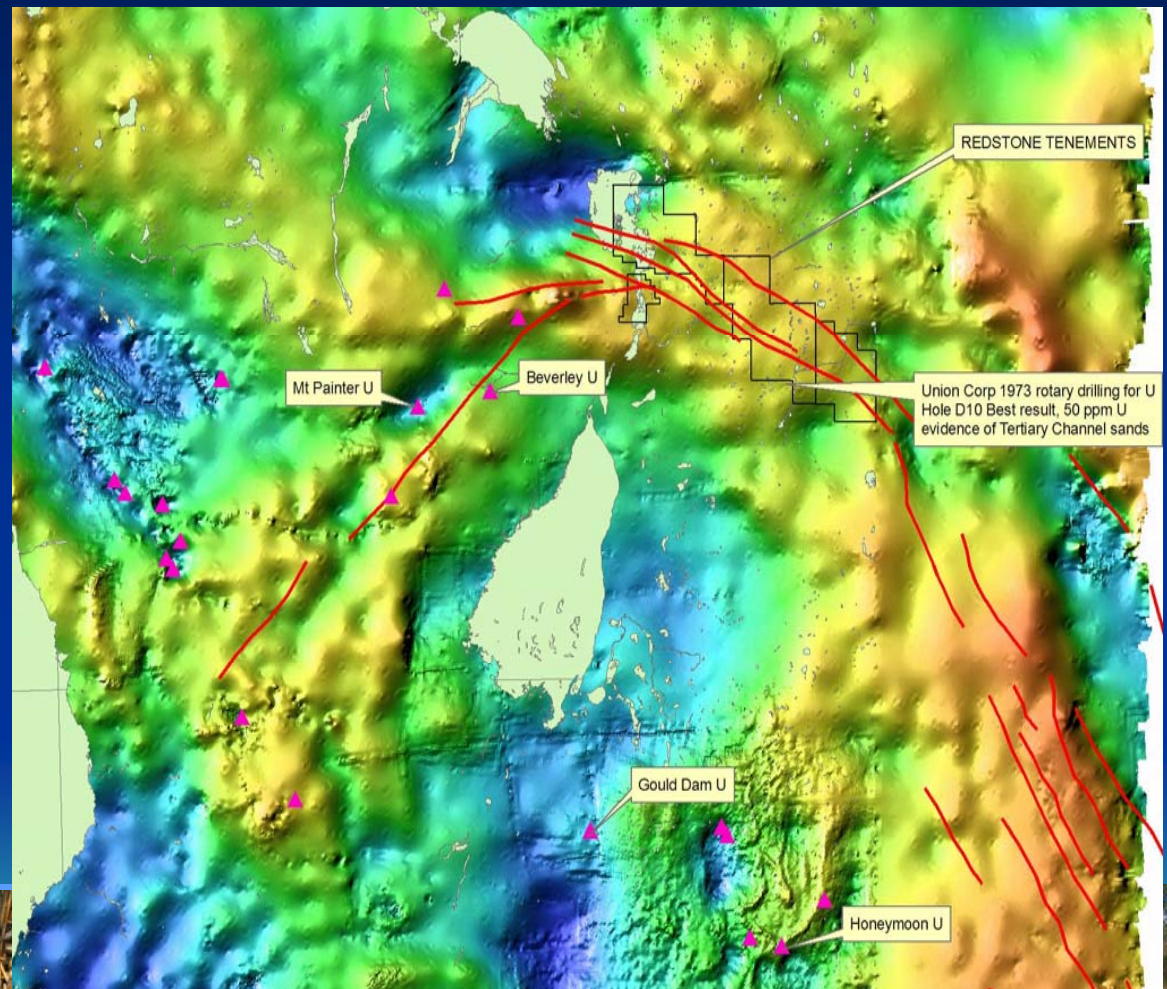 REDSTONE TENEMENTS
Mt Painter U
Beverley U
Union Corp 1973 rotary drilling for U
Hole D10 Best result, 50 ppm U
evidence of Tertiary Channel sands
Gould Dam U
Honeymoon U